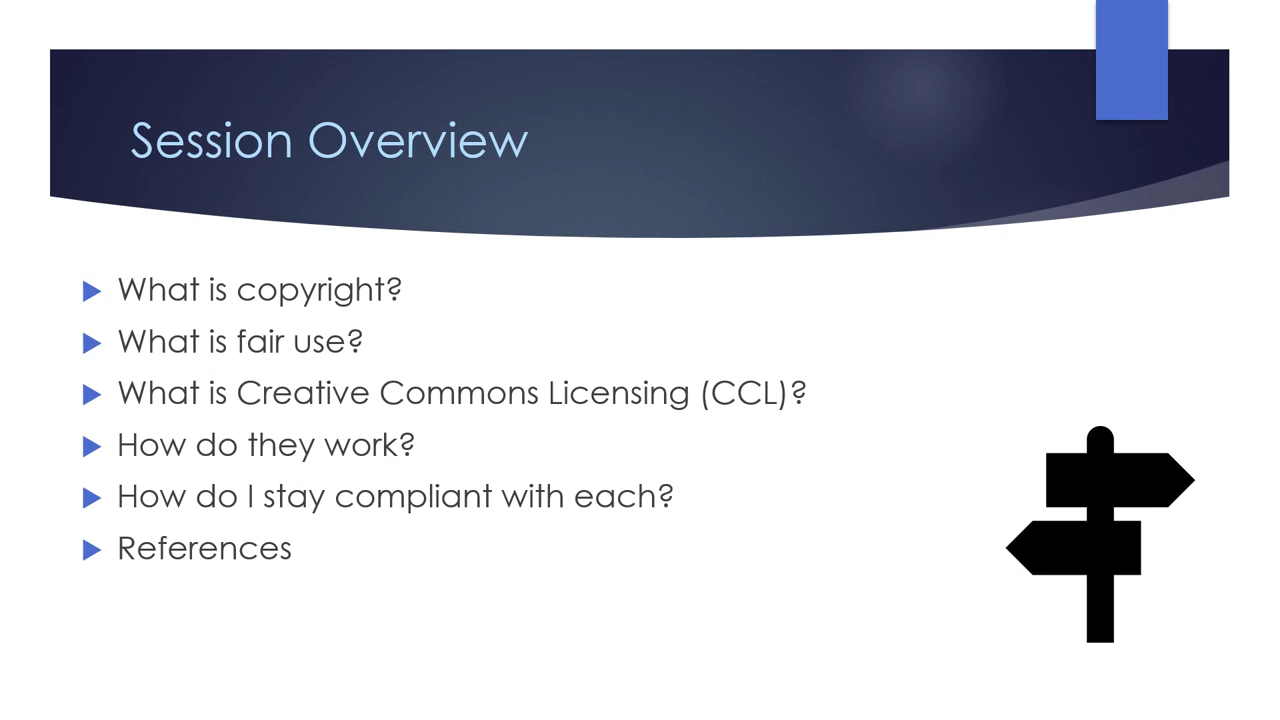 Session Overview
What is copyright?
What is fair use?
What is Creative Commons Licensing (CCL)?
How do they work?
How do I stay compliant with each?
References